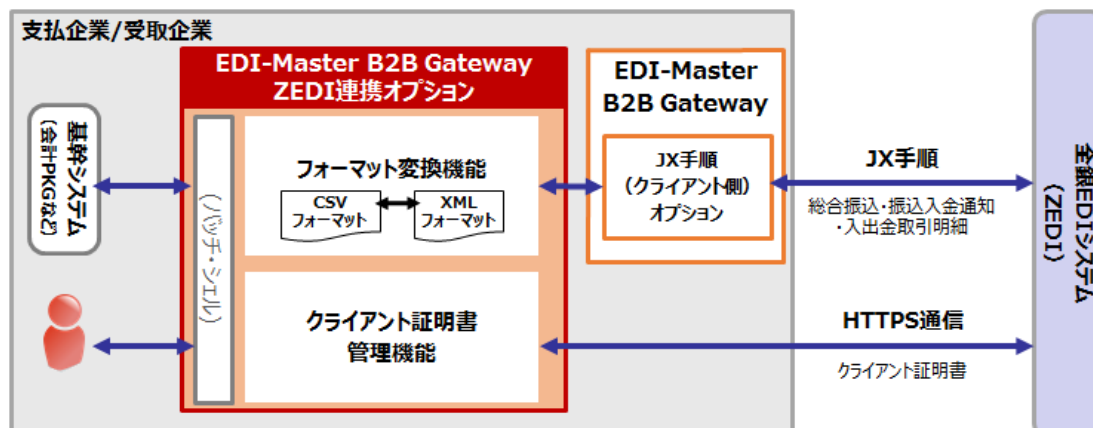 支払企業/受取企業
EDI-Master B2B Gateway
ZEDI連携オプション
EDI-Master
B2B Gateway
基幹システム
(会計PKGなど)
(バッチ・シェル)
フォーマット変換機能
CSV
フォーマット
XML
フォーマット
JX手順
(クライアント側)
オプション
JX手順
総合振込・振込入金通知
・入出金取引明細
クライアント証明書
管理機能
HTTPS通信
クライアント証明書
全銀EDIシステム
(ZEDI)